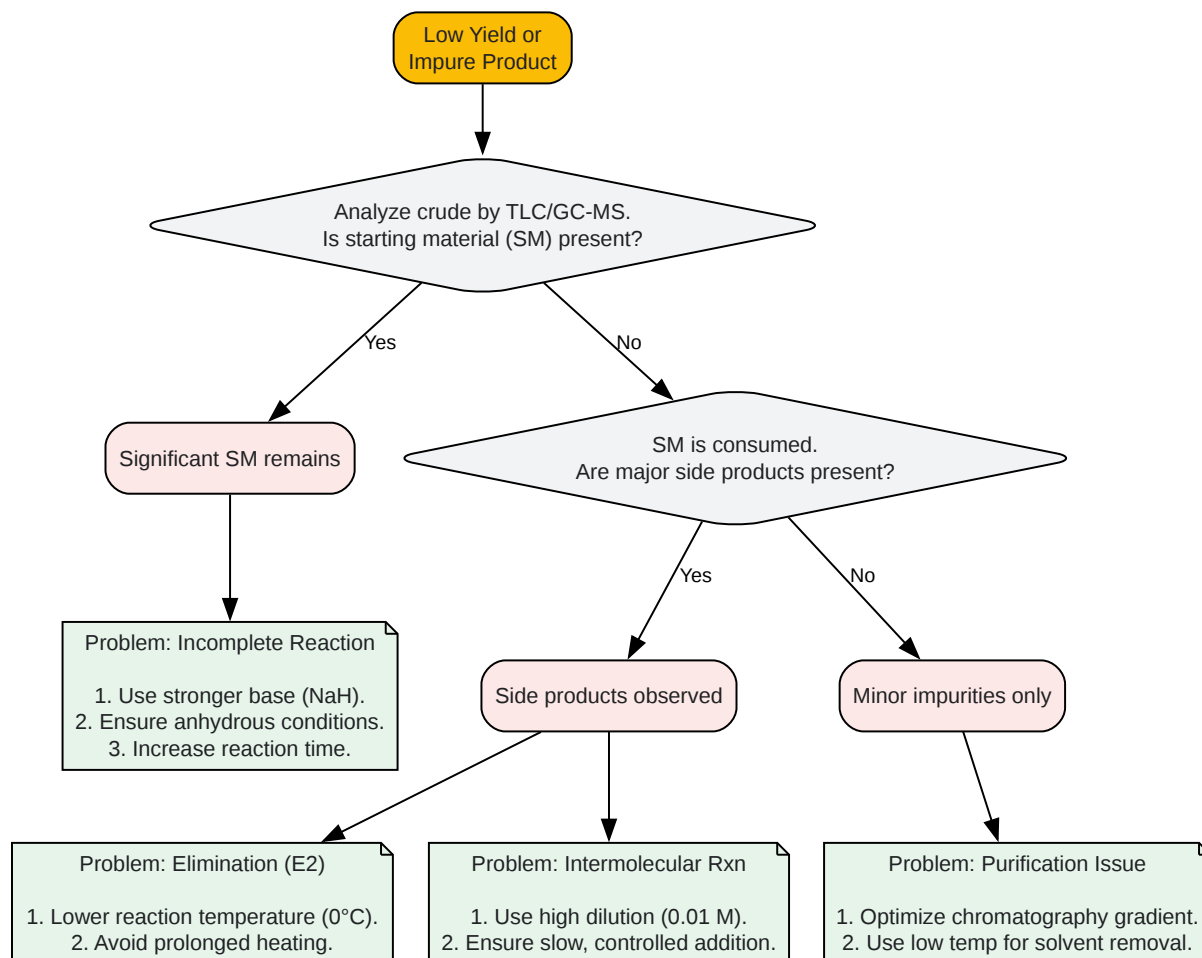 Low Yield or
Impure Product
Analyze crude by TLC/GC-MS.
Is starting material (SM) present?
Yes
No
Significant SM remains
SM is consumed.
Are major side products present?
Yes
No
Problem: Incomplete Reaction
1. Use stronger base (NaH).
2. Ensure anhydrous conditions.
3. Increase reaction time.
Side products observed
Minor impurities only
Problem: Elimination (E2)
1. Lower reaction temperature (0°C).
2. Avoid prolonged heating.
Problem: Intermolecular Rxn
1. Use high dilution (0.01 M).
2. Ensure slow, controlled addition.
Problem: Purification Issue
1. Optimize chromatography gradient.
2. Use low temp for solvent removal.